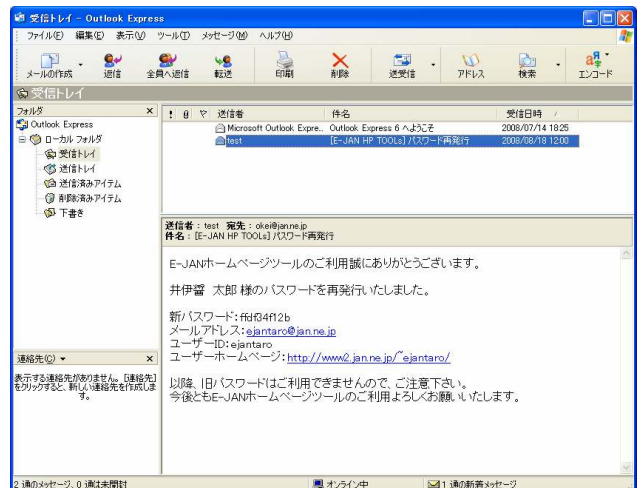 受信トレイ - Outlook Express
ファイル(F) 編集(E) 表示(V) ツール(T) メッセージ(M) ヘルプ(H)
メールの作成 返信 全員へ返信 転送 印刷 削除 送受信 アドレス 検索 エンコード
受信トレイ
フォルダ ×
Outlook Express
ローカル フォルダ
受信トレイ
送信トレイ
送信済みアイテム
削除済みアイテム
下書き
! 送信者 件名 受信日時
Microsoft Outlook Expre... Outlook Express 6 へようこそ 2008/07/14 18:25
test [E-JAN HP TOOLs] パスワード再発行 2008/08/18 12:00
送信者: test 宛先: okei@janne.jp
件名: [E-JAN HP TOOLs] パスワード再発行
E-JANホームページツールのご利用誠にありがとうございます。
太郎 様のパスワードを再発行いたしました。
新パスワード: ffdf34f12b
メールアドレス: ejantaro@jan.ne.jp
ユーザーID: ejantaro
ユーザーホームページ: http://www2.jan.ne.jp/~ejantaro/
以降、旧パスワードはご利用できませんので、ご注意下さい。
今後ともE-JANホームページツールのご利用よろしくお願いいたします。
連絡先(C) ×
表示する連絡先がありません。[連絡先]
をクリックすると、新しい連絡先を作成しま
す。
2 通のメッセージ、0 通は未開封 オンライン中 1 通の新着メッセージ